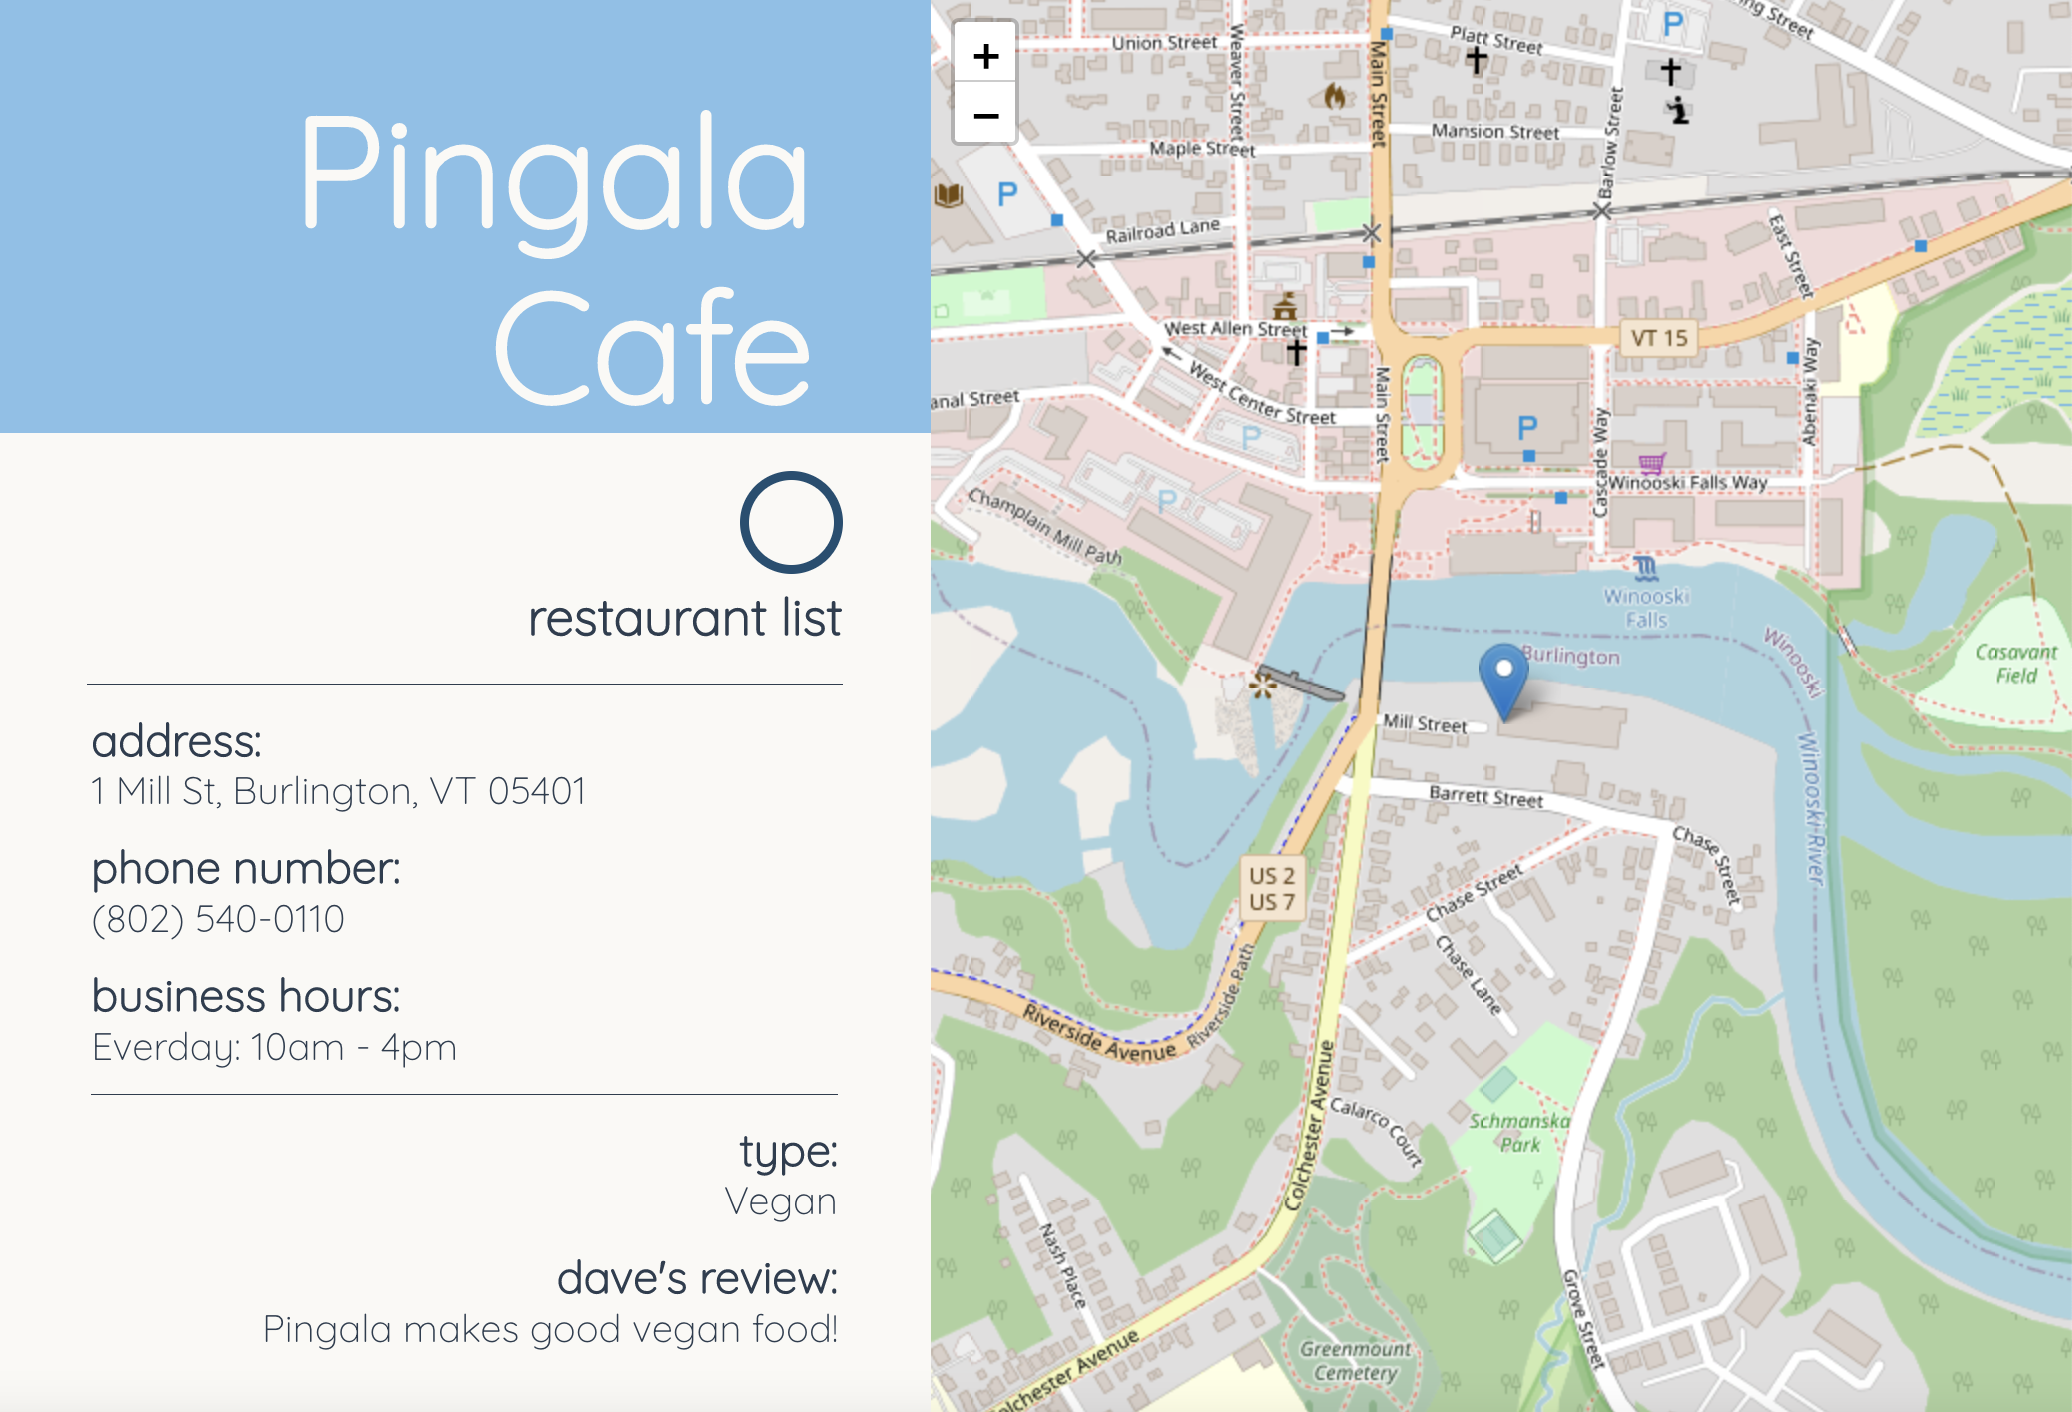 Pingala
Cafe
restaurant list
address:
1 Mill St, Burlington, VT 05401
phone number:
(802) 540-0110
business hours:
Everday: 10am - 4pm
type:
Vegan
dave's review:
Pingala makes good vegan food!
+
−
Union Street
Weaver Street
Main Street
Platt Street
P
Mansion Street
Barlow Street
Maple Street
P
Railroad Lane
East Street
West Allen Street
VT 15
Abenaki Way
West Center Street
Main Street
anal Street
P
P
Cascade Way
Winooski Falls Way
Champlain Mill Path
P
Winooski
Falls
Burlington
Winooski
Casavant
Field
Mill Street
Winooski River
Barrett Street
Chase Street
US 2
US 7
Chase Street
Chase Lane
Riverside Path
Riverside Avenue
Colchester Avenue
Calarco Court
Schmanska
Park
Nash Place
Grove Street
Greenmount
Cemetery
olchester Avenue